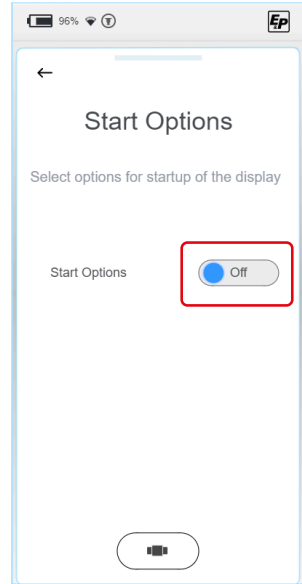 96% T EP
Start Options
Select options for startup of the display
Start Options Off